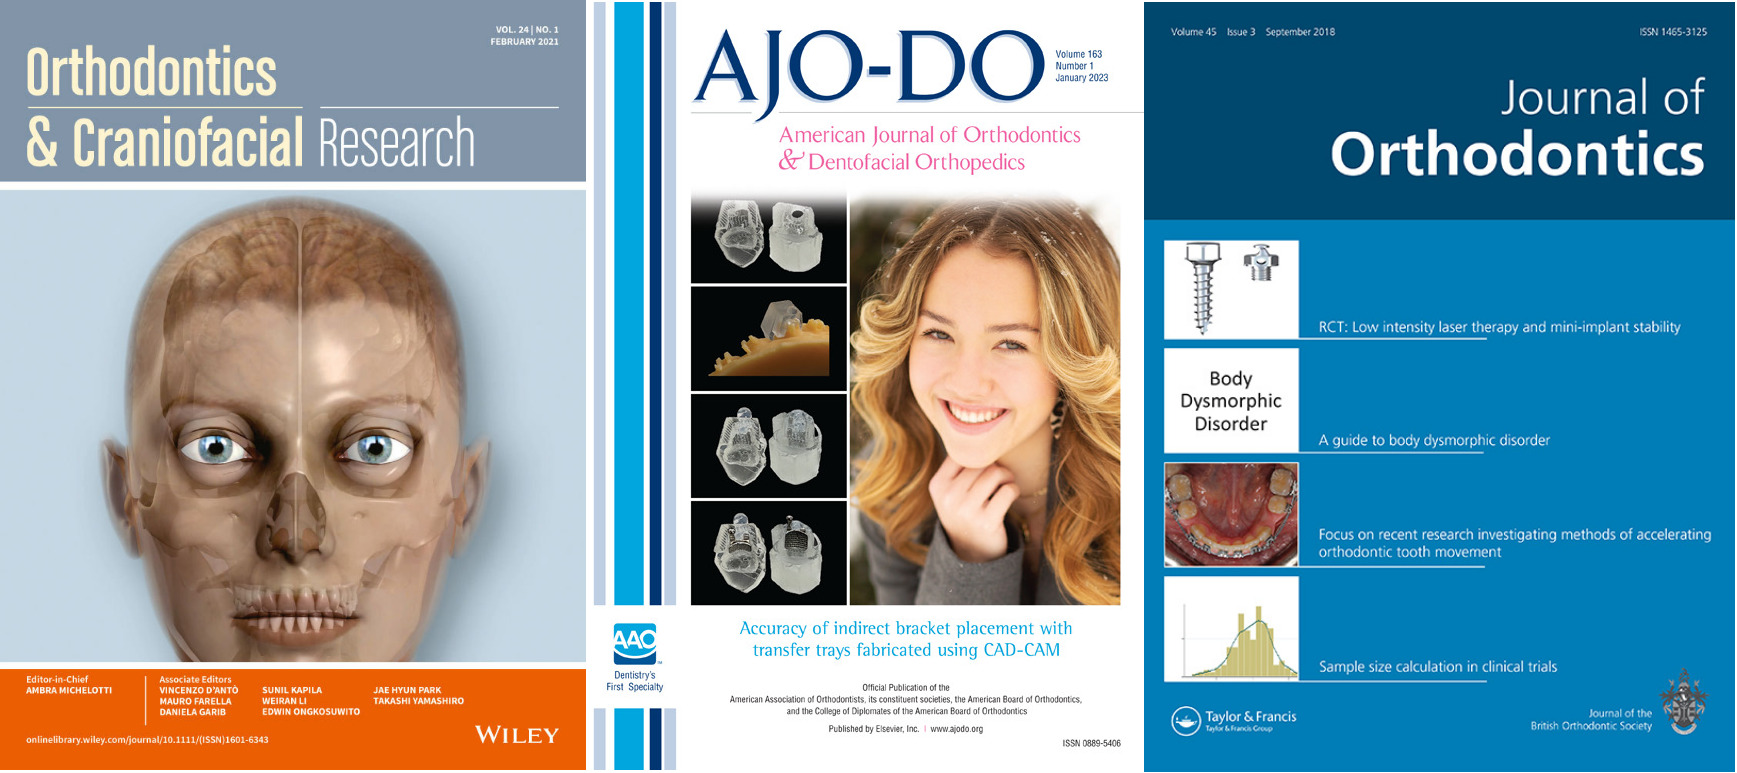 VOL. 24 | NO. 1
FEBRUARY 2021
Orthodontics
& Craniofacial Research
Editor-in-Chief
AMBRA MICHELOTTI
Associate Editors
VINCENZO D'ANTÒ
MAURO FARELLA
DANIELA GARIB
SUNIL KAPILA
WEIRAN LI
EDWIN ONGKOSUWITO
JAE HYUN PARK
TAKASHI YAMASHIRO
onlinelibrary.wiley.com/journal/10.1111/(ISSN)1601-6343
WILEY
AJO-DO
Volume 163
Number 1
January 2023
American Journal of Orthodontics
& Dentofacial Orthopedics
AAO
TM
Dentistry's
First Specialty
Accuracy of indirect bracket placement with
transfer trays fabricated using CAD-CAM
Official Publication of the
American Association of Orthodontists, its constituent societies, the American Board of Orthodontics,
and the College of Diplomates of the American Board of Orthodontics
Published by Elsevier, Inc. | www.ajodo.org
ISSN 0889-5406
Volume 45 Issue 3 September 2018
ISSN 1465-3125
Journal of
Orthodontics
RCT: Low intensity laser therapy and mini-implant stability
Body
Dysmorphic
Disorder
A guide to body dysmorphic disorder
Focus on recent research investigating methods of accelerating
orthodontic tooth movement
Sample size calculation in clinical trials
Taylor & Francis
Taylor & Francis Group
Journal of the
British Orthodontic Society